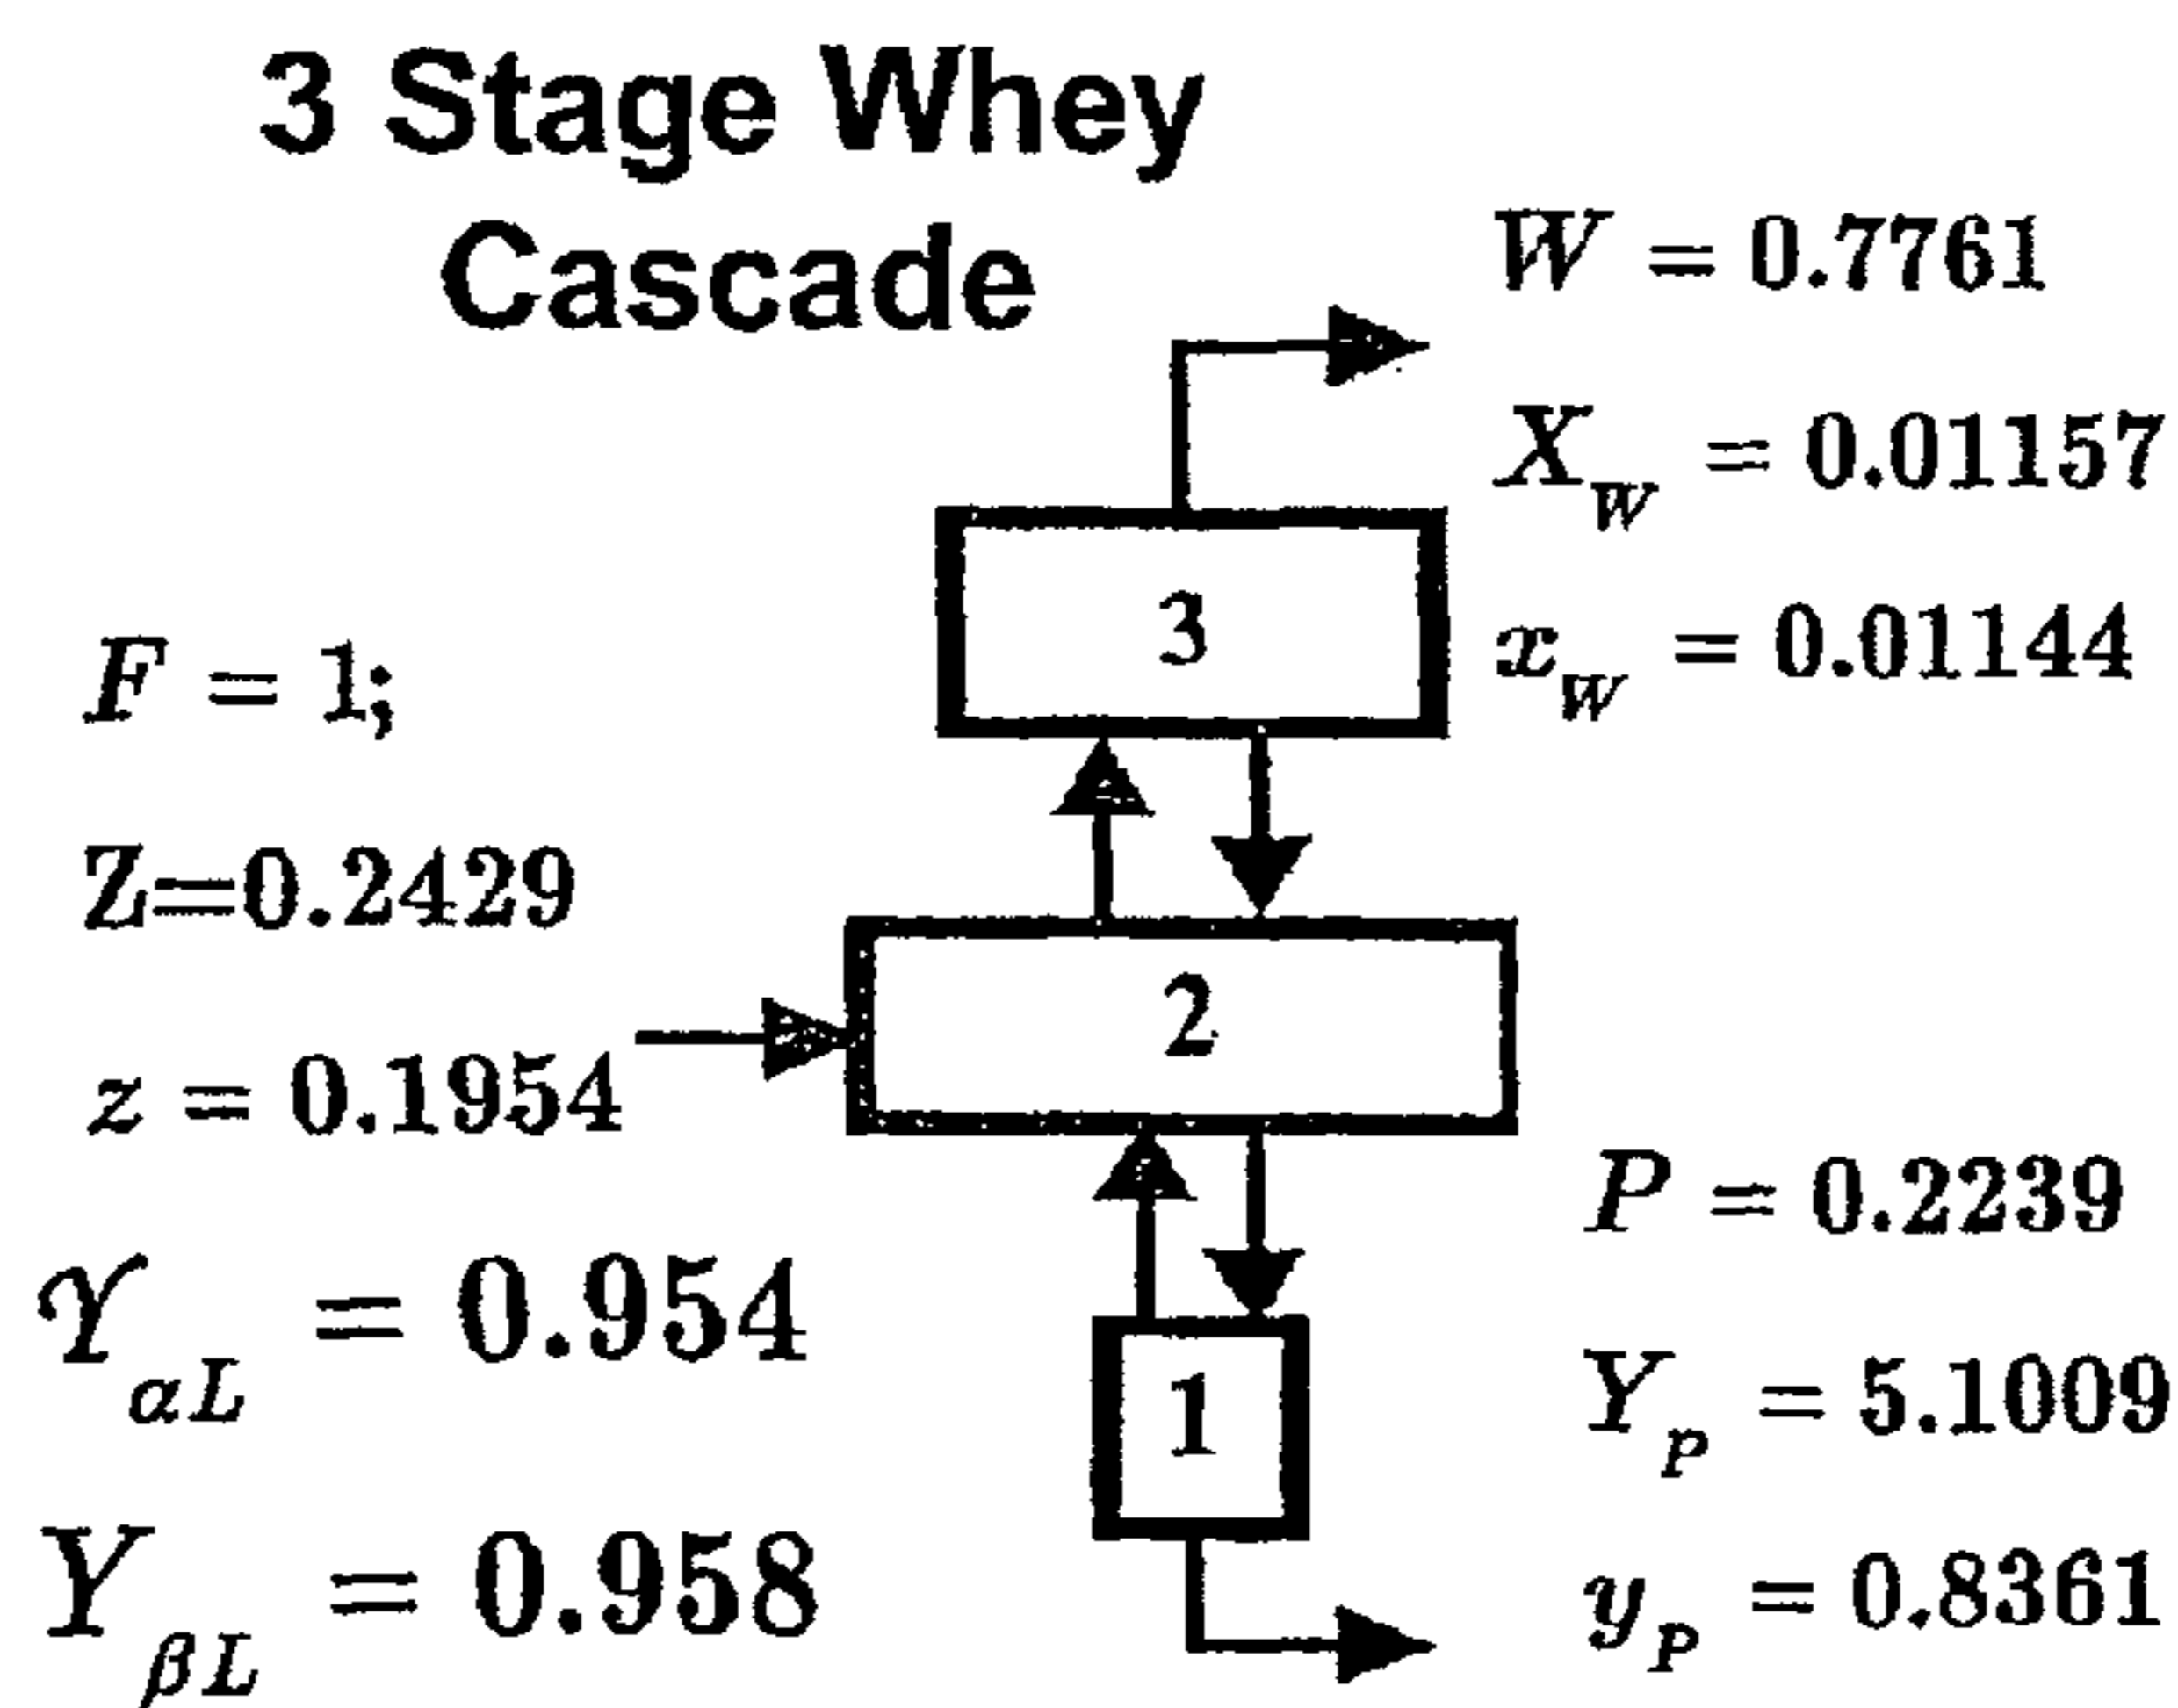 3 Stage Whey
Cascade
W = 0.7761
X_W = 0.01157
x_W = 0.01144
3
F = 1;
Z=0.2429
z = 0.1954
2
P = 0.2239
Y_P = 5.1009
y_P = 0.8361
1
Υ_αL = 0.954
Y_βL = 0.958